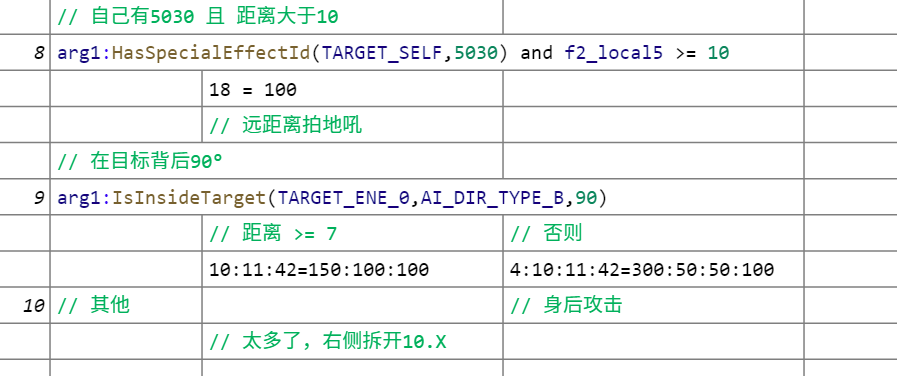 // 自己有5030 且 距离大于10
8 arg1:HasSpecialEffectId(TARGET_SELF,5030) and f2_local5 >= 10
18 = 100
// 远距离拍地吼
// 在目标背后90°
9 arg1:IsInsideTarget(TARGET_ENE_0,AI_DIR_TYPE_B,90)
// 距离 >= 7 // 否则
10:11:42=150:100:100 4:10:11:42=300:50:50:100
10 // 其他 // 身后攻击
// 太多了，右侧拆开10.X